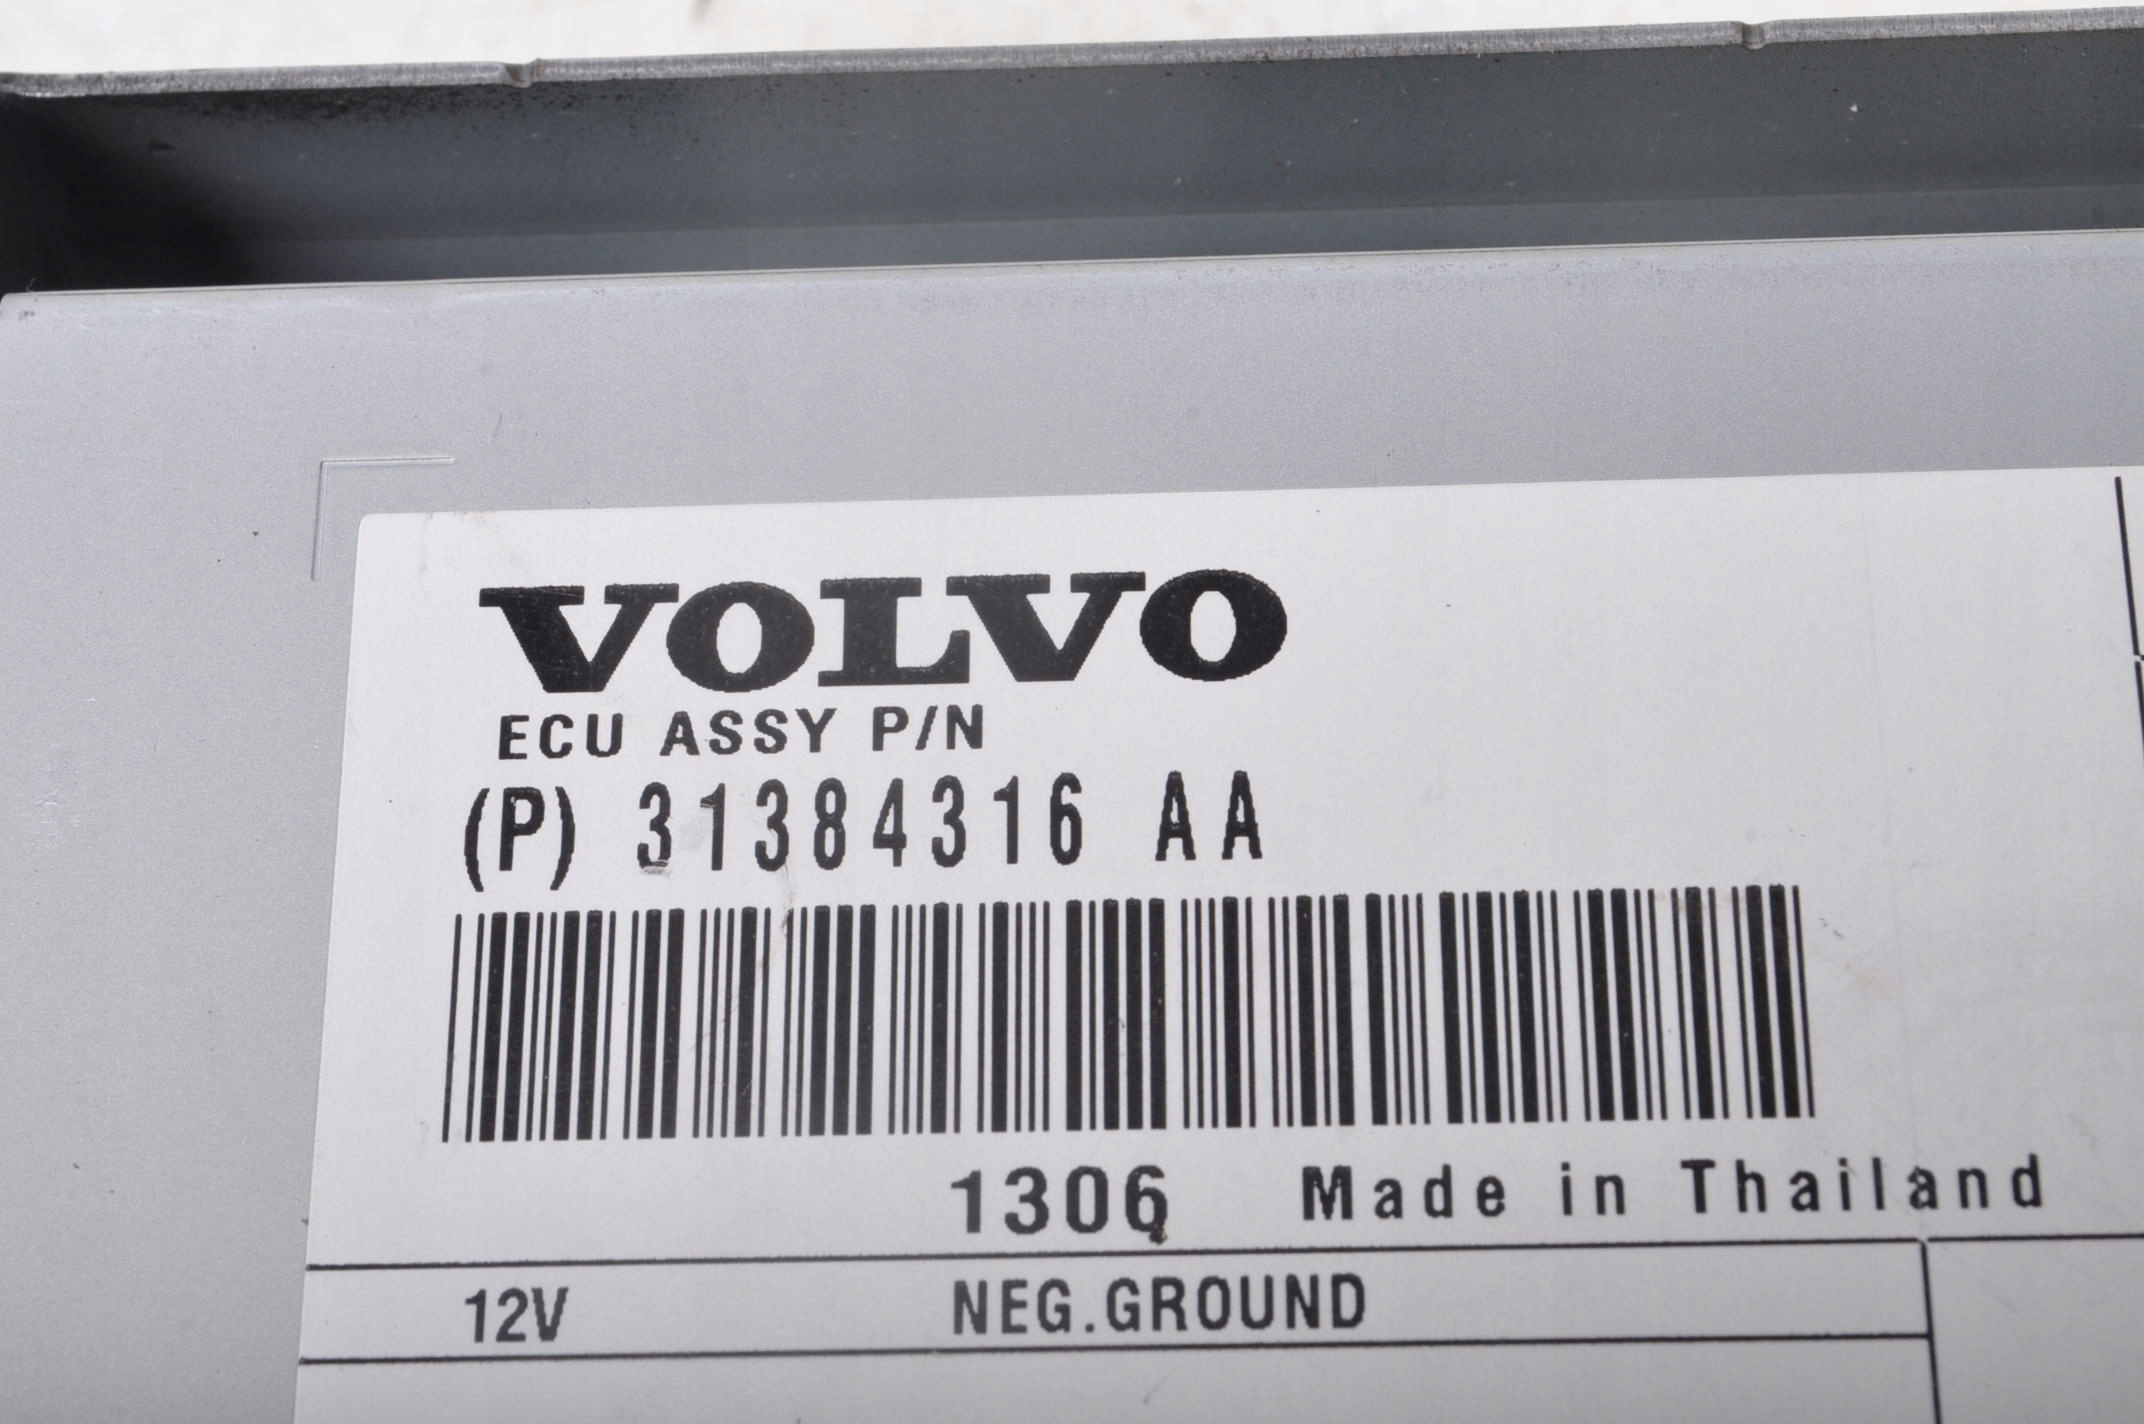 VOLVO
ECU ASSY P/N
(P) 31384316 AA
1306 Made in Thailand
12V NEG.GROUND